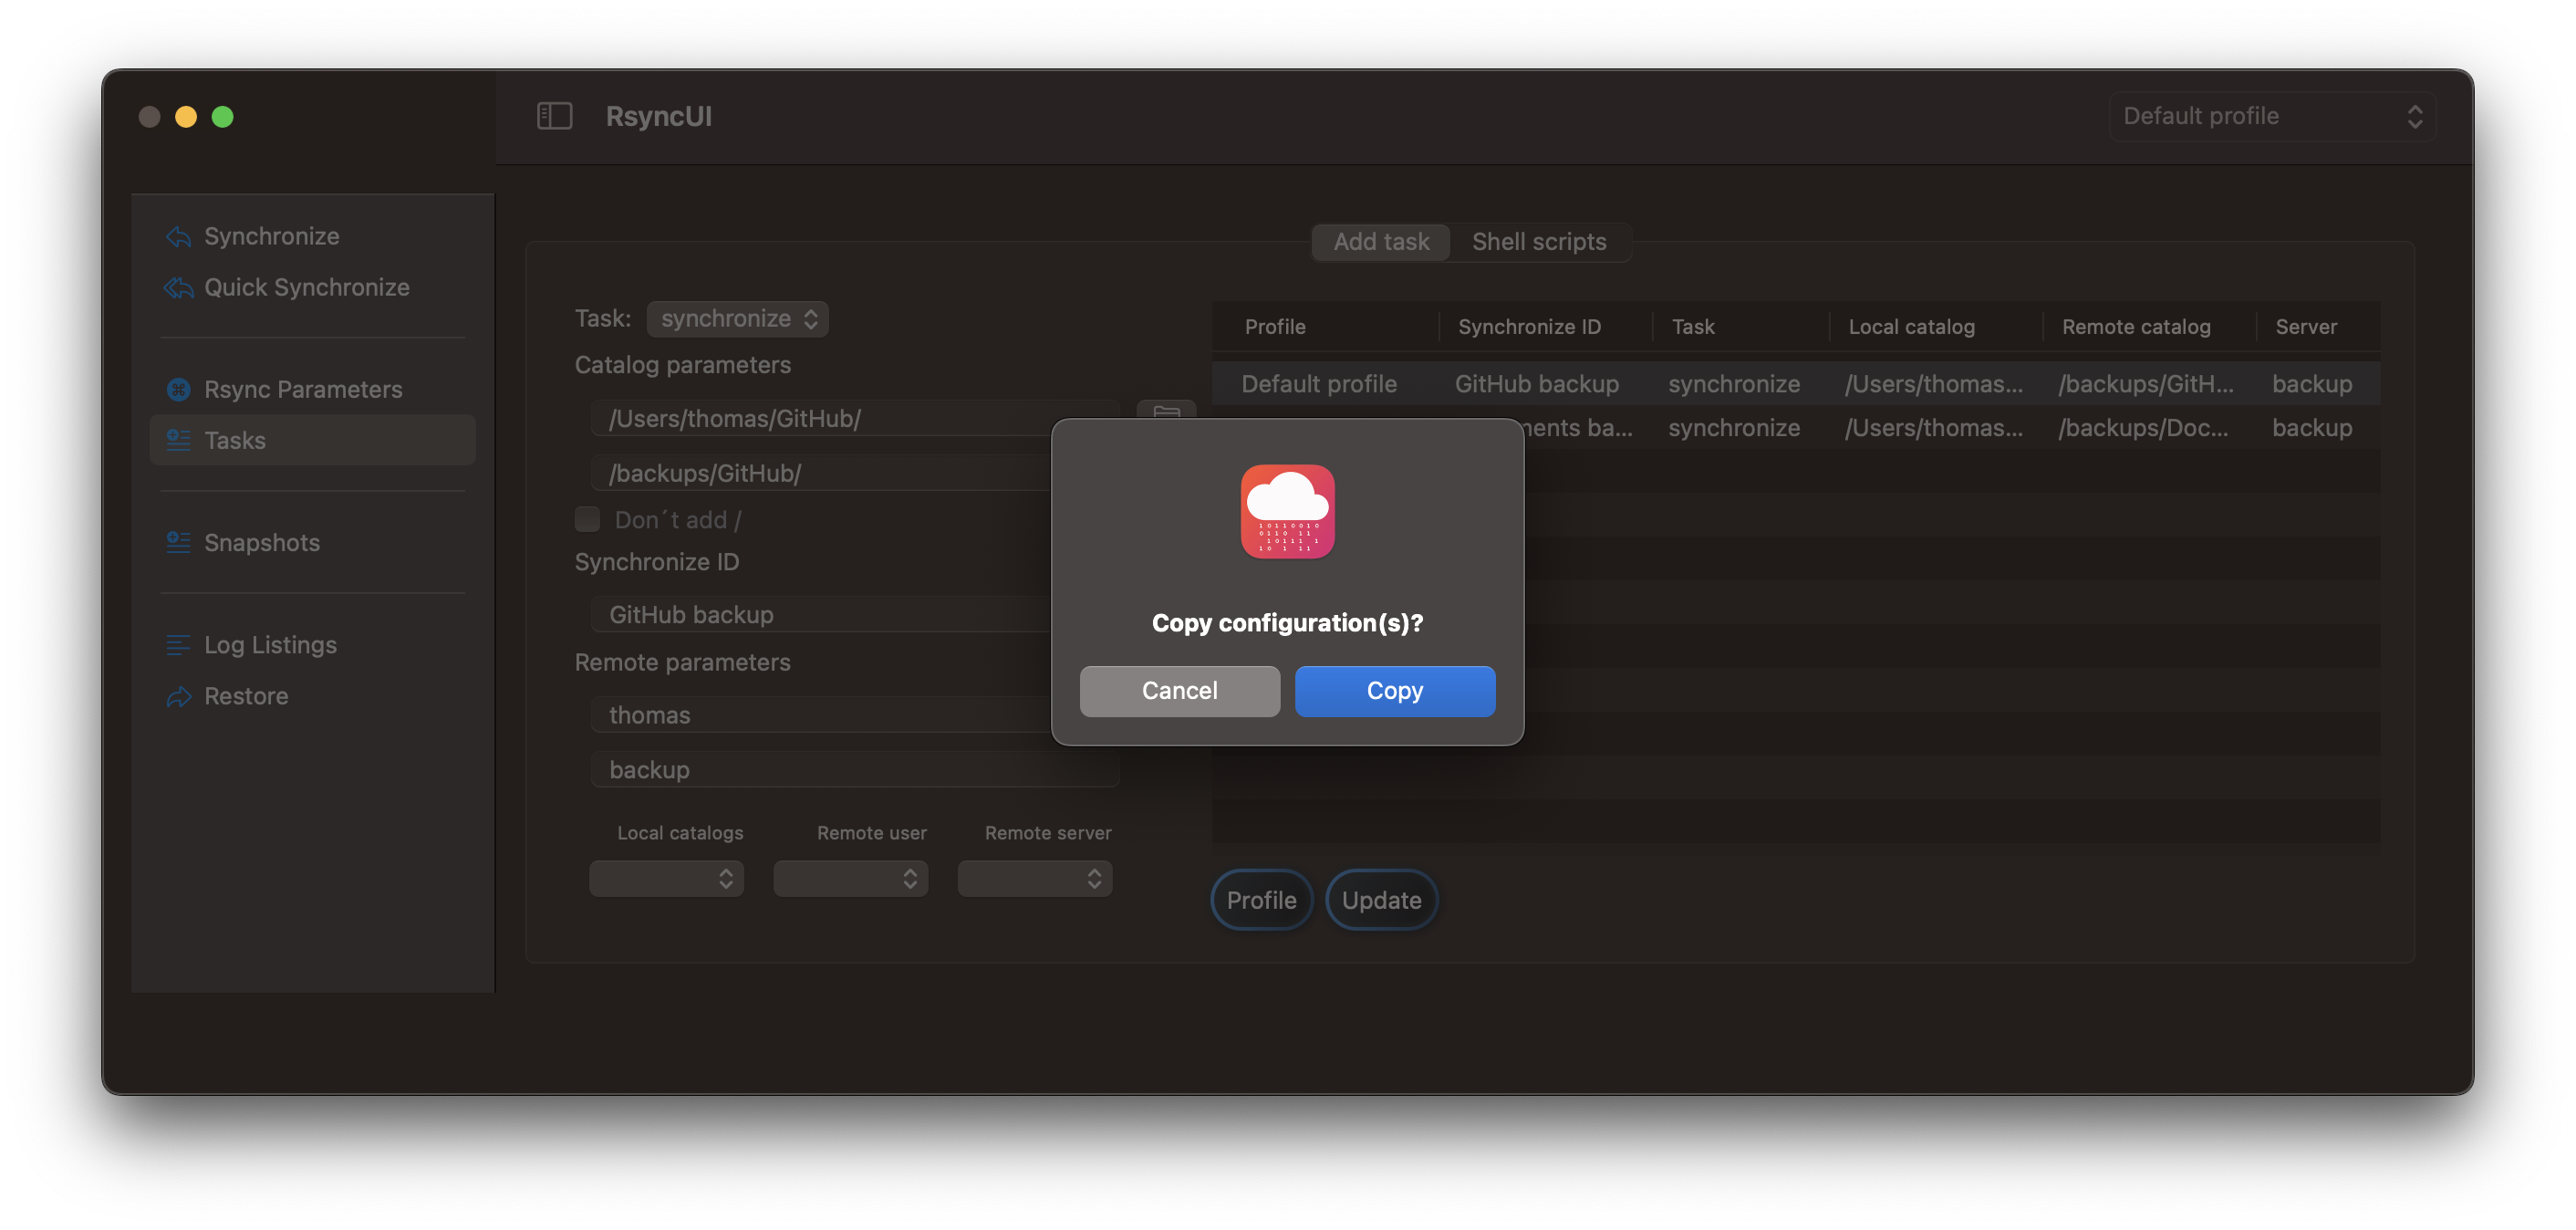 RsyncUI
Default profile
Synchronize
Quick Synchronize
Rsync Parameters
Tasks
Snapshots
Log Listings
Restore
Add task
Shell scripts
Task:
synchronize
Catalog parameters
/Users/thomas/GitHub/
/backups/GitHub/
Don´t add /
Synchronize ID
GitHub backup
Remote parameters
thomas
backup
Local catalogs
Remote user
Remote server
Profile Synchronize ID Task Local catalog Remote catalog Server
Default profile GitHub backup synchronize /Users/thomas... /backups/GitH... backup
ments ba... synchronize /Users/thomas... /backups/Doc... backup
Copy configuration(s)?
Cancel
Copy
Profile
Update